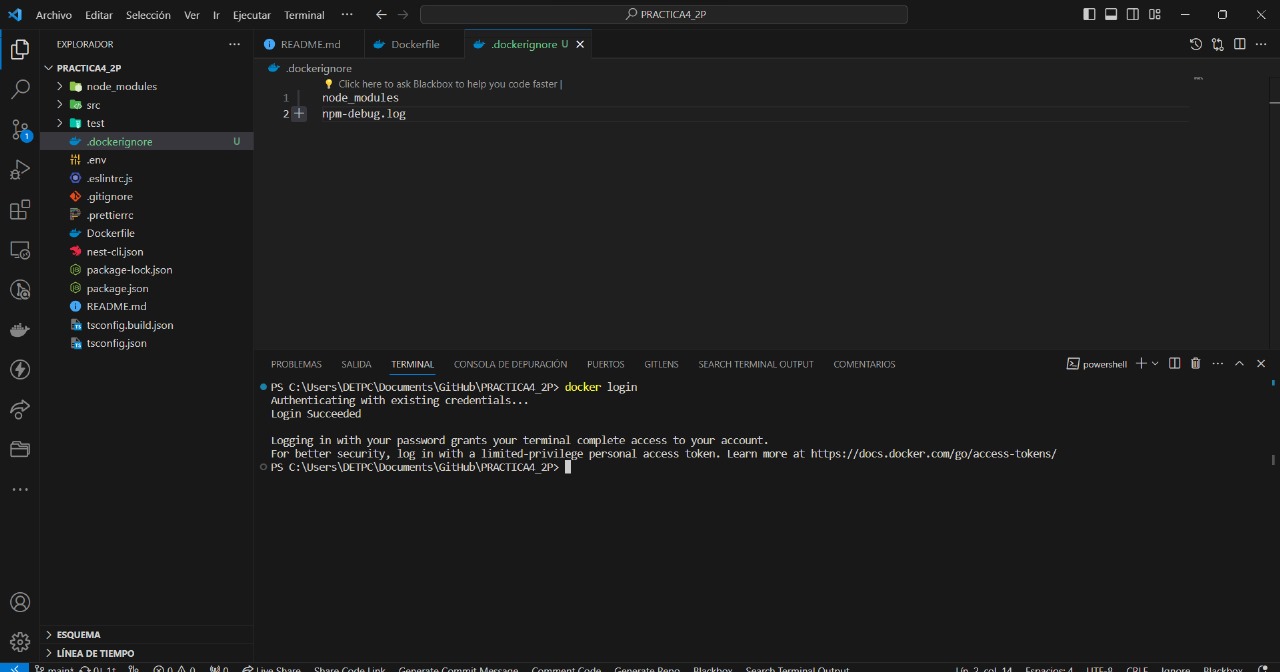 Archivo Editar Selección Ver Ir Ejecutar Terminal ··· PRACTICA4_2P
EXPLORADOR
README.md Dockerfile .dockerignore U
PRACTICA4_2P
node_modules
src
test
.dockerignore U
.env
.eslintrc.js
.gitignore
.prettierrc
Dockerfile
nest-cli.json
package-lock.json
package.json
README.md
tsconfig.build.json
tsconfig.json
ESQUEMA
LÍNEA DE TIEMPO
.dockerignore
Click here to ask Blackbox to help you code faster |
1 node_modules
2 npm-debug.log
PROBLEMAS SALIDA TERMINAL CONSOLA DE DEPURACIÓN PUERTOS GITLENS SEARCH TERMINAL OUTPUT COMENTARIOS powershell
PS C:\Users\DETPC\Documents\GitHub\PRACTICA4_2P> docker login
Authenticating with existing credentials...
Login Succeeded
Logging in with your password grants your terminal complete access to your account.
For better security, log in with a limited-privilege personal access token. Learn more at https://docs.docker.com/go/access-tokens/
PS C:\Users\DETPC\Documents\GitHub\PRACTICA4_2P>
main* 0 0 0 Live Share Share Code Link Generate Commit Message Comment Code Generate Repo Blackbox Search Terminal Output Lín. 2, col. 14 Espacios: 4 UTF-8 CRLF Ignore Blackbox